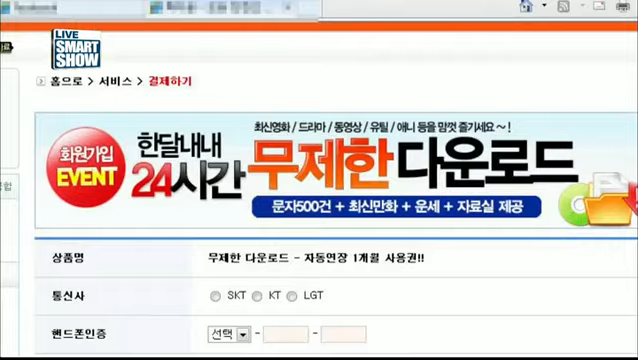 LIVE
SMART
SHOW
홈으로 > 서비스 > 결제하기
최신영화 / 드라마 / 동영상 / 유틸 / 애니 등을 맘껏 즐기세요~!
회원가입
EVENT
한달내내
24시간
무제한 다운로드
문자500건 + 최신만화 + 운세 + 자료실 제공
상품명
무제한 다운로드 - 자동연장 1개월 사용권!!
통신사
SKT KT LGT
핸드폰인증
선택 - -